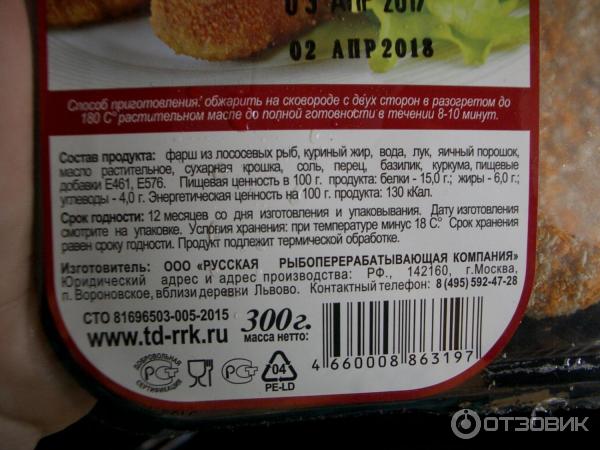 03 АПР 2017
02 АПР 2018
Способ приготовления: обжарить на сковороде с двух сторон в разогретом до
180 С° растительном масле до полной готовности в течении 8-10 минут.
Состав продукта: фарш из лососевых рыб, куриный жир, вода, лук, яичный порошок,
масло растительное, сухарная крошка, соль, перец, базилик, куркума, пищевые
добавки Е461, Е576. Пищевая ценность в 100 г. продукта: белки - 15,0 г.; жиры - 6,0 г.;
углеводы - 4,0 г. Энергетическая ценность на 100 г. продукта: 130 кКал.
Срок годности: 12 месяцев со дня изготовления и упаковывания. Дату изготовления
смотрите на упаковке. Условия хранения: при температуре минус 18 С°. Срок хранения
равен сроку годности. Продукт подлежит термической обработке.
Изготовитель: ООО «РУССКАЯ РЫБОПЕРЕРАБАТЫВАЮЩАЯ КОМПАНИЯ»
Юридический адрес и адрес производства: РФ., 142160, г.Москва,
п. Вороновское, вблизи деревни Львово. Контактный телефон: 8 (495) 592-47-28
СТО 81696503-005-2015
www.td-rrk.ru
300г.
масса нетто:
4 660008 863197
ДОБРОВОЛЬНАЯ
СЕРТИФИКАЦИЯ
04
PE-LD
ОТЗОВИК